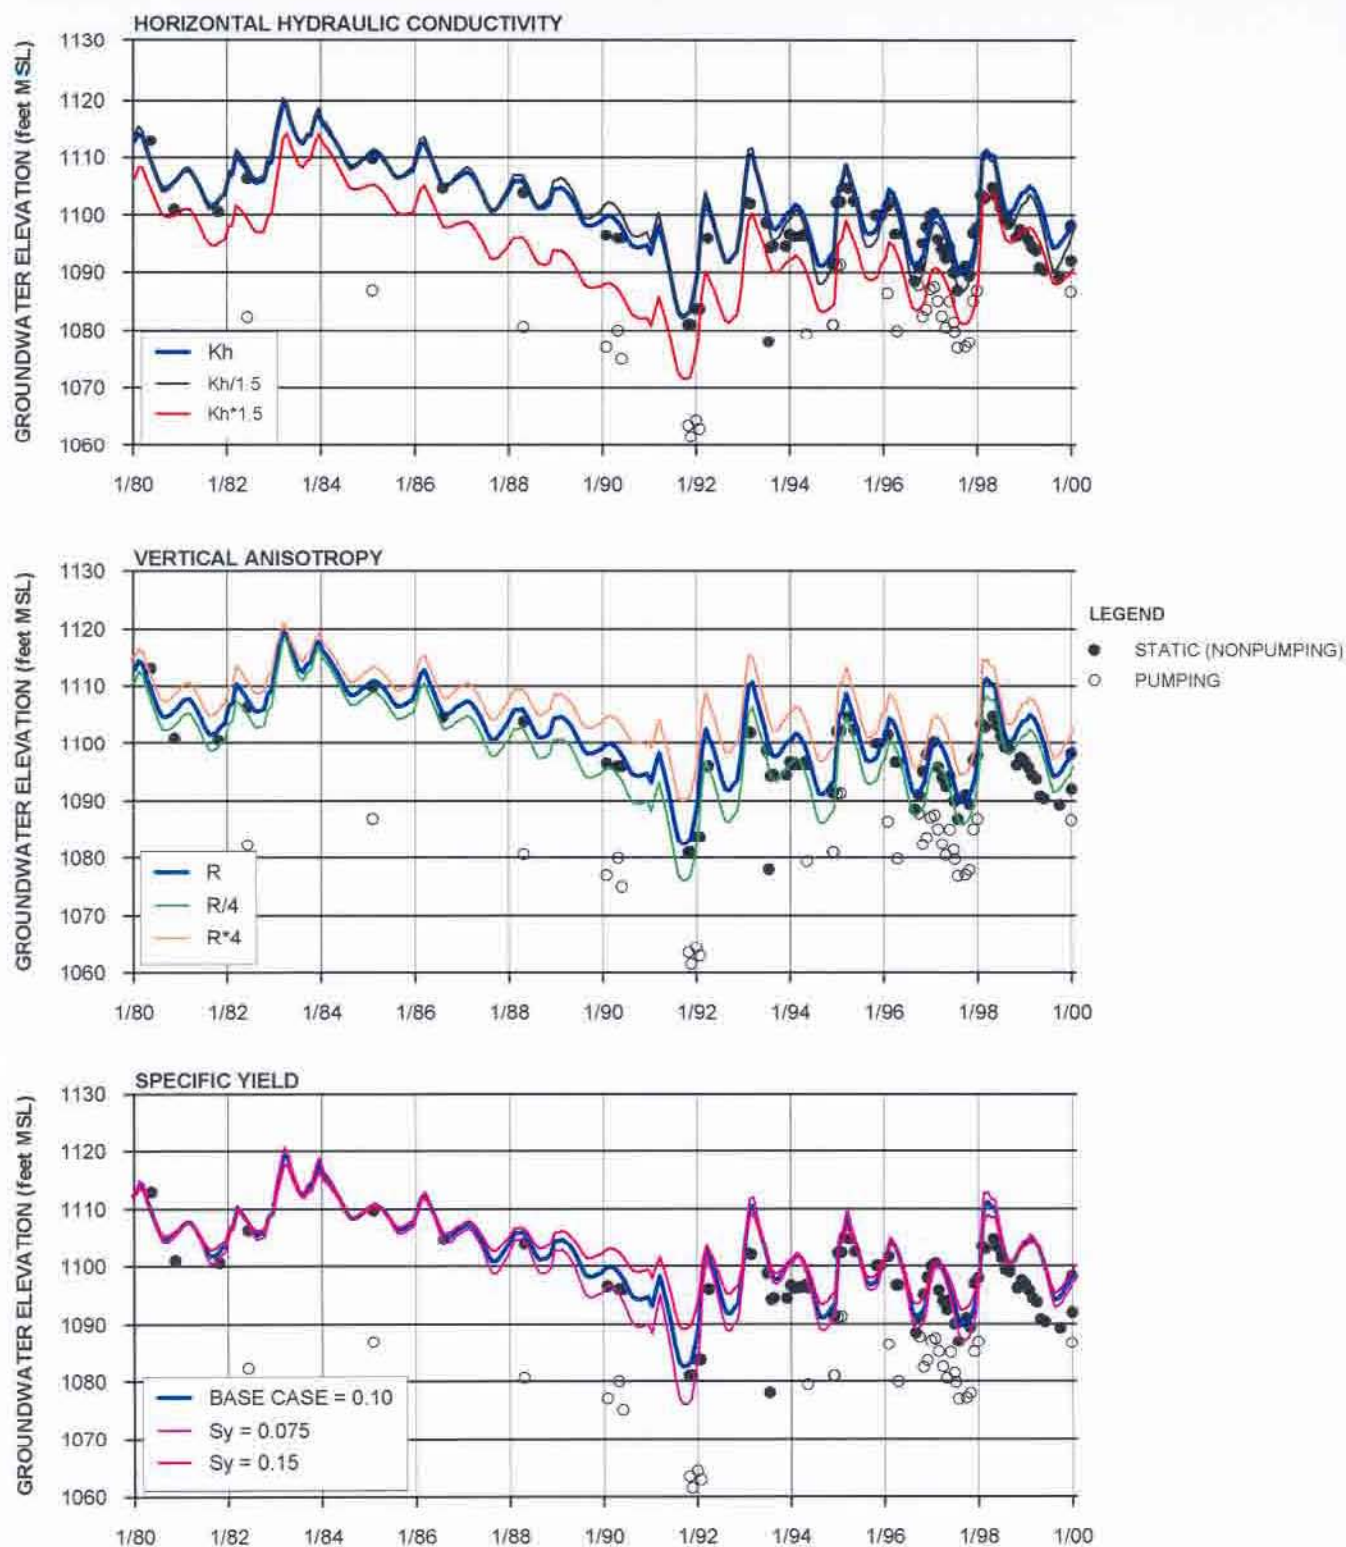 HORIZONTAL HYDRAULIC CONDUCTIVITY
GROUNDWATER ELEVATION (feet MSL)
1130
1120
1110
1100
1090
1080
1070
1060
Kh
Kh/1.5
Kh*1.5
1/80 1/82 1/84 1/86 1/88 1/90 1/92 1/94 1/96 1/98 1/00
VERTICAL ANISOTROPY
GROUNDWATER ELEVATION (feet MSL)
1130
1120
1110
1100
1090
1080
1070
1060
R
R/4
R*4
1/80 1/82 1/84 1/86 1/88 1/90 1/92 1/94 1/96 1/98 1/00
LEGEND
STATIC (NONPUMPING)
PUMPING
SPECIFIC YIELD
GROUNDWATER ELEVATION (feet MSL)
1130
1120
1110
1100
1090
1080
1070
1060
BASE CASE = 0.10
Sy = 0.075
Sy = 0.15
1/80 1/82 1/84 1/86 1/88 1/90 1/92 1/94 1/96 1/98 1/00